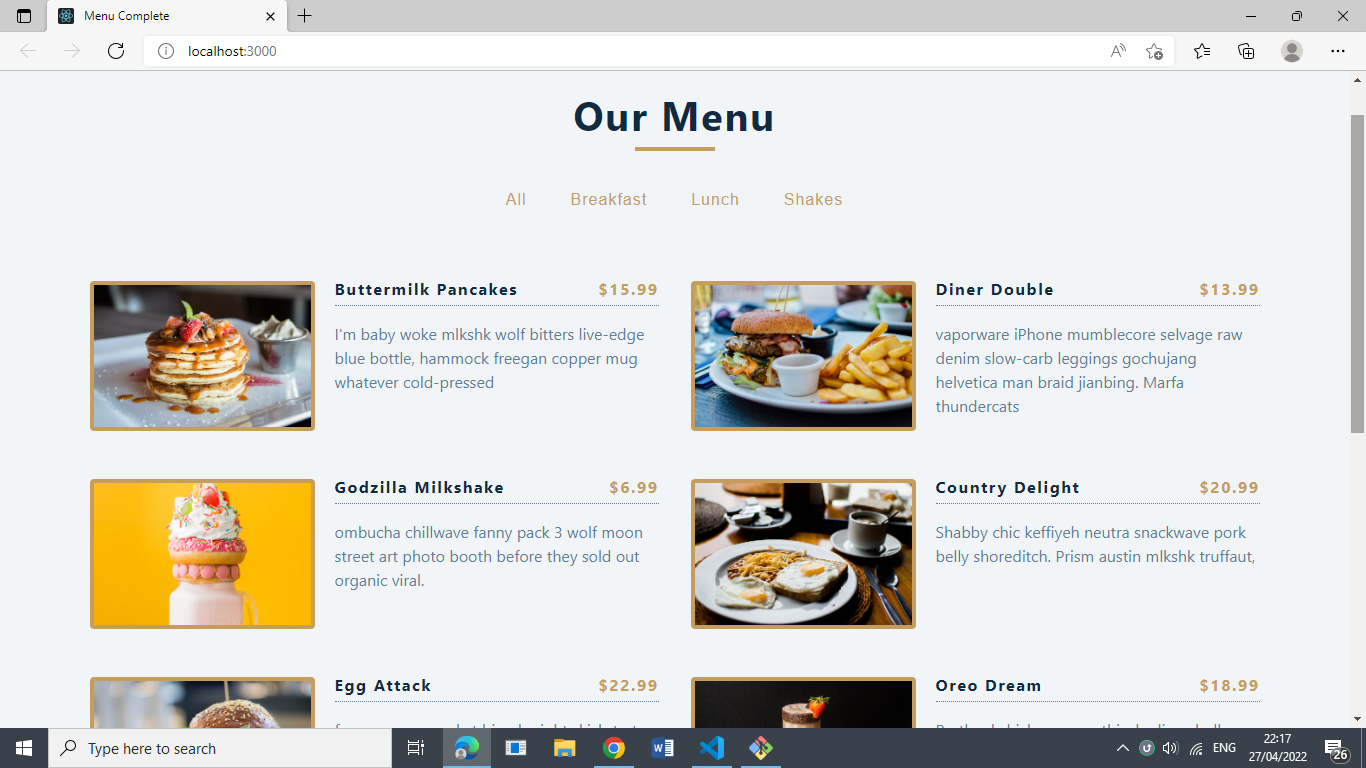 Menu Complete
localhost:3000
Our Menu
All Breakfast Lunch Shakes
Buttermilk Pancakes $15.99
I'm baby woke mlkshk wolf bitters live-edge
blue bottle, hammock freegan copper mug
whatever cold-pressed
Diner Double $13.99
vaporware iPhone mumblecore selvage raw
denim slow-carb leggings gochujang
helvetica man braid jianbing. Marfa
thundercats
Godzilla Milkshake $6.99
ombucha chillwave fanny pack 3 wolf moon
street art photo booth before they sold out
organic viral.
Country Delight $20.99
Shabby chic keffiyeh neutra snackwave pork
belly shoreditch. Prism austin mlkshk truffaut,
Egg Attack $22.99
Oreo Dream $18.99
Type here to search
ENG
22:17
27/04/2022
26